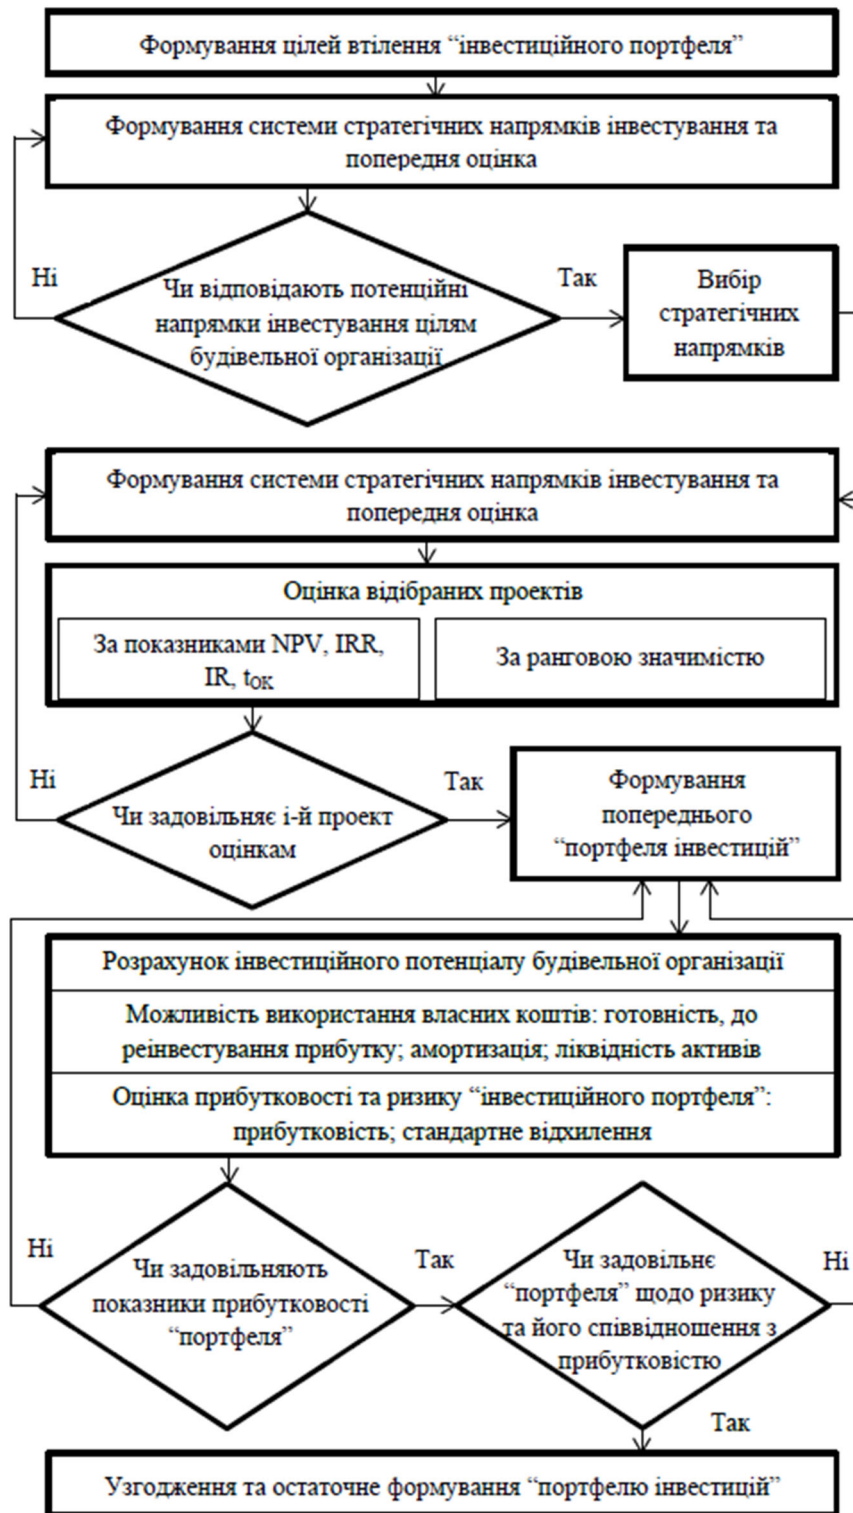 Формування цілей втілення “інвестиційного портфеля”
Формування системи стратегічних напрямків інвестування та
попередня оцінка
Ні
Чи відповідають потенційні
напрямки інвестування цілям
будівельної організації
Так
Вибір
стратегічних
напрямків
Формування системи стратегічних напрямків інвестування та
попередня оцінка
Оцінка відібраних проектів
За показниками NPV, IRR,
IR, tОК
За ранговою значимістю
Ні
Чи задовільняє і-й проект
оцінкам
Так
Формування
попереднього
“портфеля інвестицій”
Розрахунок інвестиційного потенціалу будівельної організації
Можливість використання власних коштів: готовність, до
реінвестування прибутку; амортизація; ліквідність активів
Оцінка прибутковості та ризику “інвестиційного портфеля”:
прибутковість; стандартне відхилення
Ні
Чи задовільняють
показники прибутковості
“портфеля”
Так
Чи задовільнє
“портфеля” щодо ризику
та його співвідношення з
прибутковістю
Ні
Так
Узгодження та остаточне формування “портфелю інвестицій”